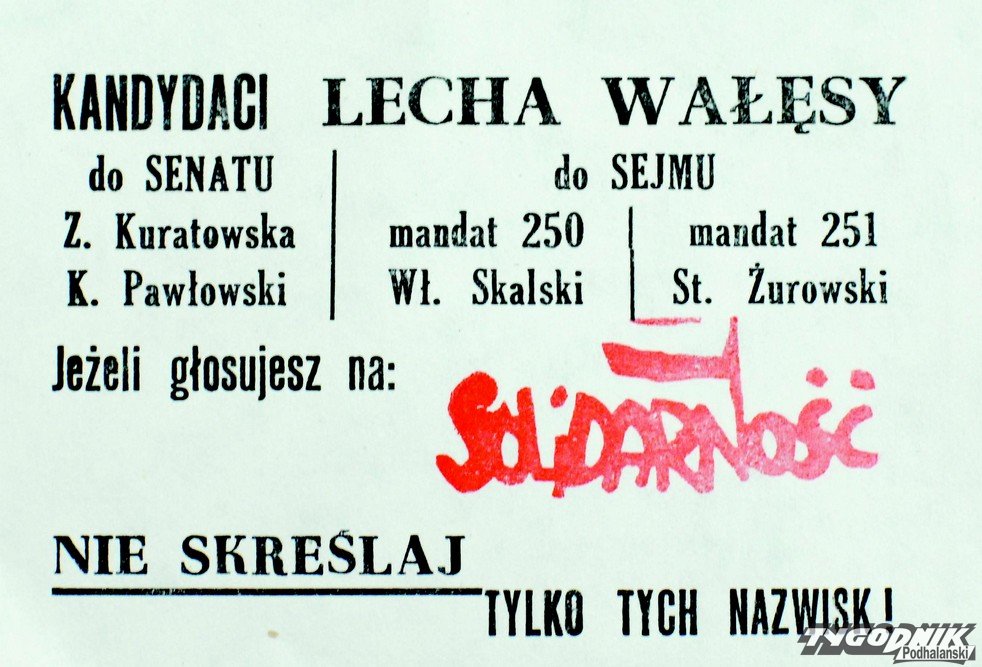 KANDYDACI LECHA WAŁĘSY
do SENATU
Z. Kuratowska
K. Pawłowski
do SEJMU
mandat 250
Wł. Skalski
mandat 251
St. Żurowski
Jeżeli głosujesz na:
SOLiDARNOŚĆ
NIE SKREŚLAJ
TYLKO TYCH NAZWISK!
TYGODNIK
Podhalański